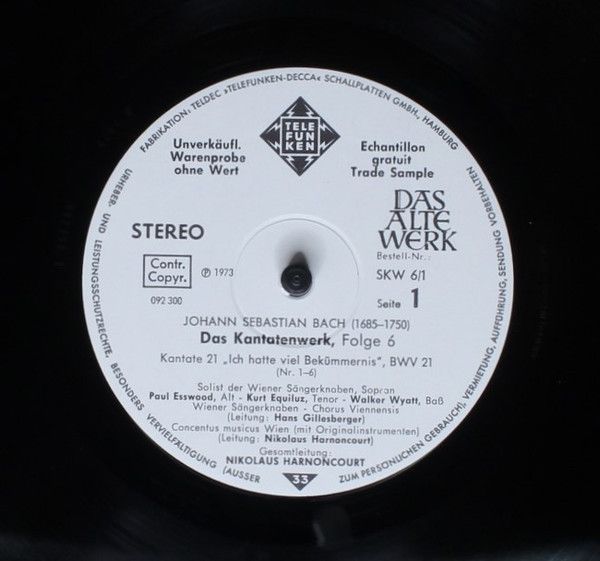 FABRIKATION: TELDEC »TELEFUNKEN-DECCA« SCHALLPLATTEN GMBH, HAMBURG
URHEBER- UND LEISTUNGSSCHUTZRECHTE, BESONDERS VERVIELFÄLTIGUNG (AUSSER ZUM PERSÖNLICHEN GEBRAUCH), VERMIETUNG, AUFFÜHRUNG, SENDUNG VORBEHALTEN
TELE
FUN
KEN
Unverkäufl.
Warenprobe
ohne Wert
Echantillon
gratuit
Trade Sample
STEREO
DAS
ALTE
WERK
Bestell-Nr.:
SKW 6/1
Seite 1
Contr.
Copyr.
℗ 1973
092 300
JOHANN SEBASTIAN BACH (1685–1750)
Das Kantatenwerk, Folge 6
Kantate 21 „Ich hatte viel Bekümmernis", BWV 21
(Nr. 1–6)
Solist der Wiener Sängerknaben, Sopran
Paul Esswood, Alt - Kurt Equiluz, Tenor - Walker Wyatt, Baß
Wiener Sängerknaben - Chorus Viennensis
(Leitung: Hans Gillesberger)
Concentus musicus Wien (mit Originalinstrumenten)
(Leitung: Nikolaus Harnoncourt)
Gesamtleitung:
NIKOLAUS HARNONCOURT
33